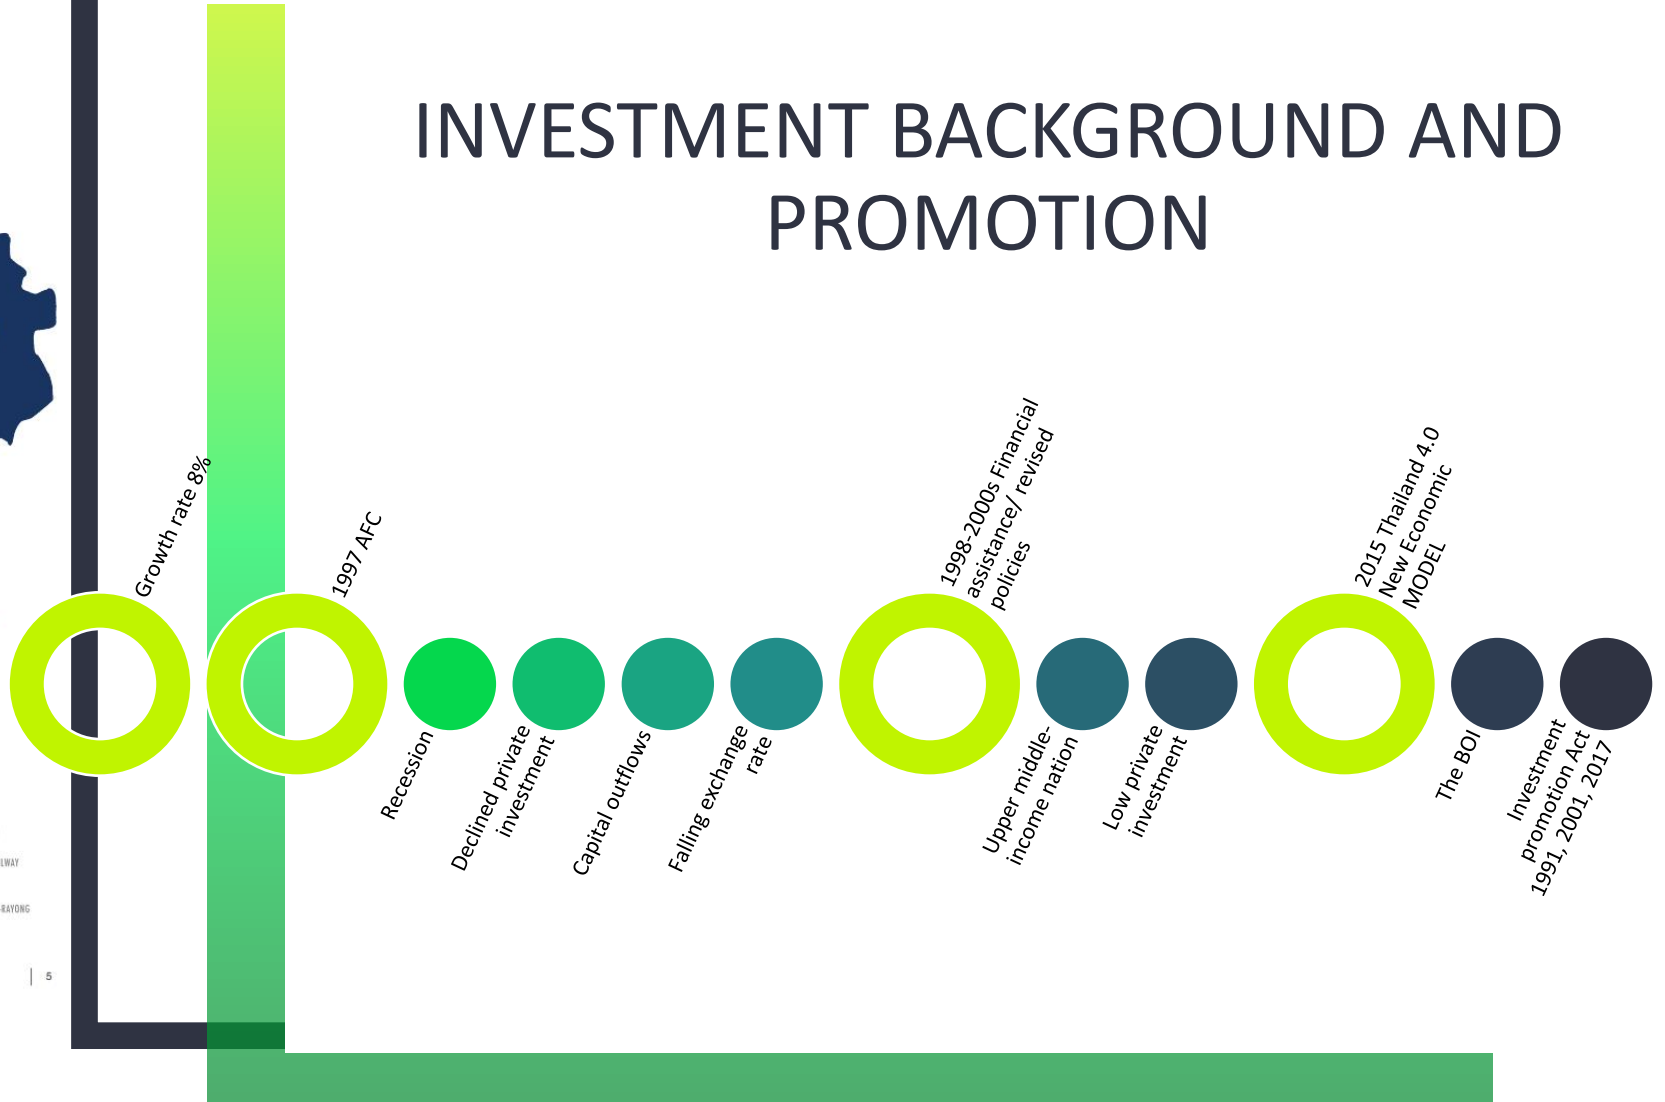 INVESTMENT BACKGROUND AND
PROMOTION
Growth rate 8%
1997 AFC
Recession
Declined private
investment
Capital outflows
Falling exchange
rate
1998-2000s Financial
assistance/ revised
policies
Upper middle-
income nation
Low private
investment
2015 Thailand 4.0
New Economic
MODEL
The BOI
Investment
promotion Act
1991, 2001, 2017
LWAY
-RAYONG
5